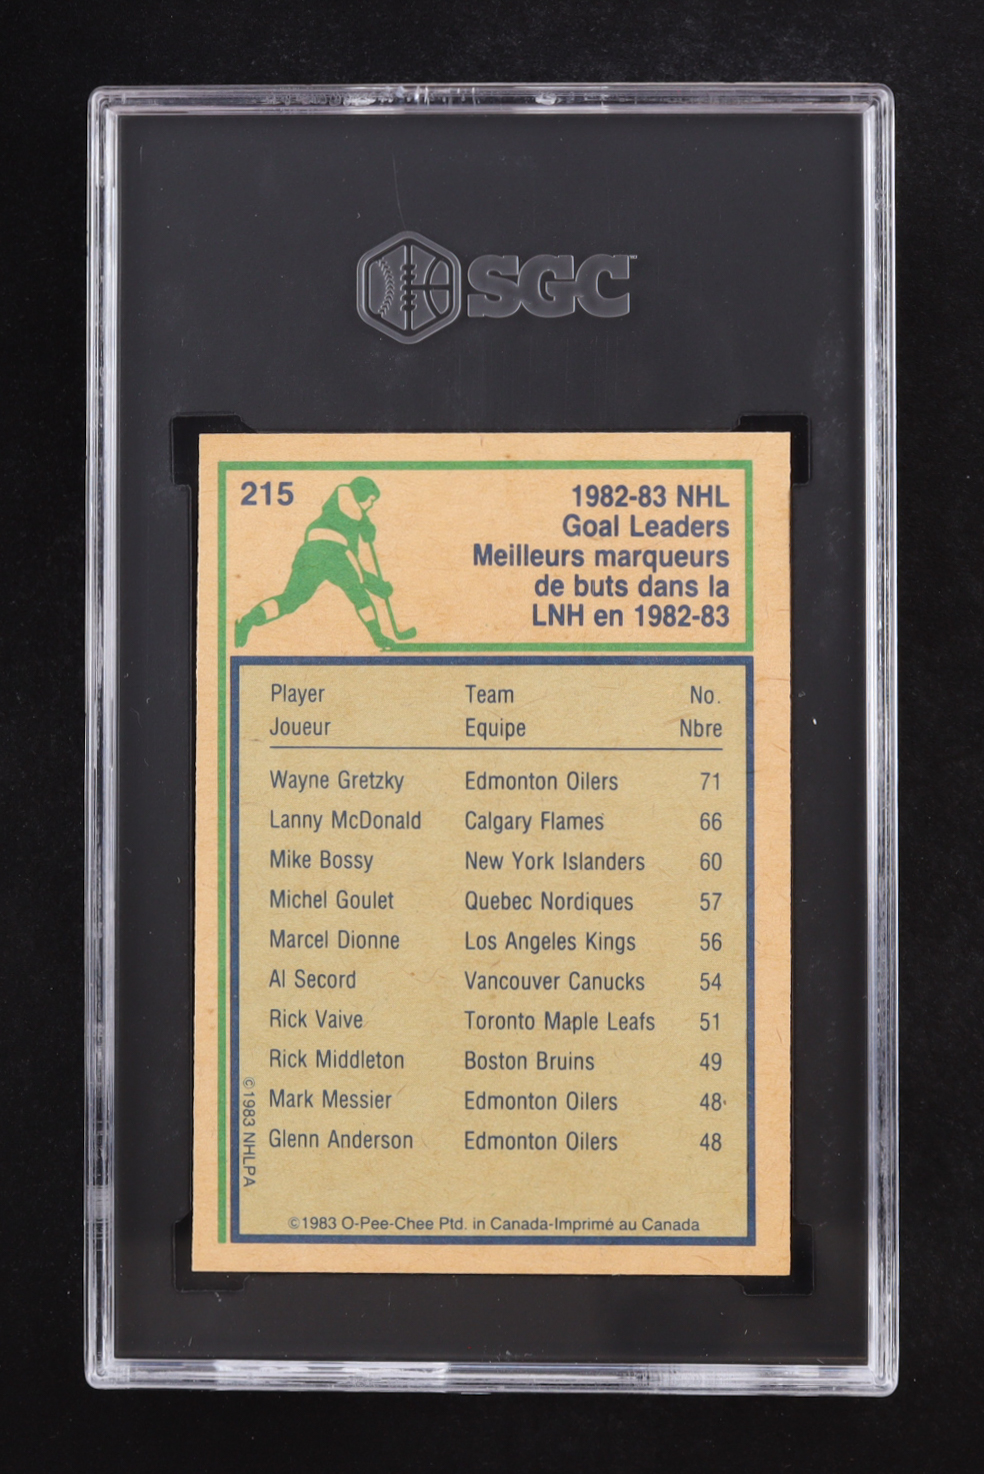 SGC
215
1982-83 NHL
Goal Leaders
Meilleurs marqueurs
de buts dans la
LNH en 1982-83
Player Team No.
Joueur Equipe Nbre
Wayne Gretzky Edmonton Oilers 71
Lanny McDonald Calgary Flames 66
Mike Bossy New York Islanders 60
Michel Goulet Quebec Nordiques 57
Marcel Dionne Los Angeles Kings 56
Al Secord Vancouver Canucks 54
Rick Vaive Toronto Maple Leafs 51
Rick Middleton Boston Bruins 49
Mark Messier Edmonton Oilers 48
Glenn Anderson Edmonton Oilers 48
©1983 NHLPA
©1983 O-Pee-Chee Ptd. in Canada-Imprimé au Canada